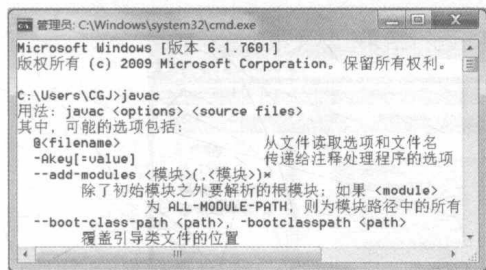 管理员: C:\Windows\system32\cmd.exe
Microsoft Windows [版本 6.1.7601]
版权所有 (c) 2009 Microsoft Corporation。保留所有权利。
C:\Users\CGJ>javac
用法: javac <options> <source files>
其中, 可能的选项包括:
@<filename> 从文件读取选项和文件名
-Akey[=value] 传递给注释处理程序的选项
--add-modules <模块>(,<模块>)*
除了初始模块之外要解析的根模块; 如果 <module>
为 ALL-MODULE-PATH, 则为模块路径中的所有
--boot-class-path <path>, -bootclasspath <path>
覆盖引导类文件的位置